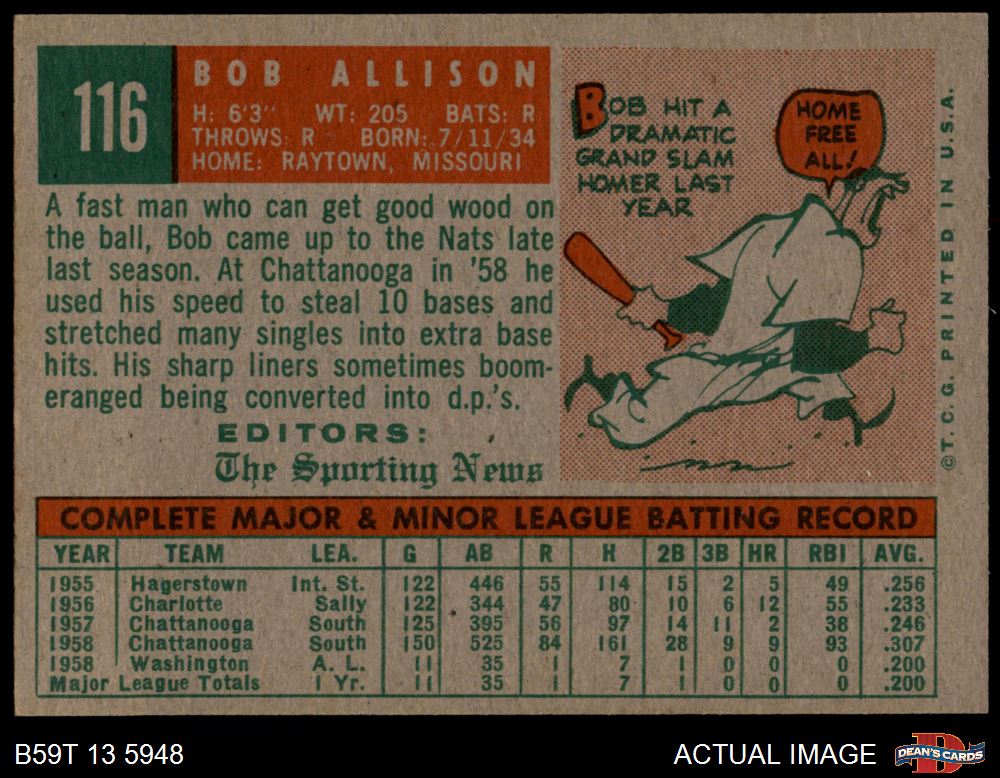 116
BOB ALLISON
H: 6'3" WT: 205 BATS: R
THROWS: R BORN: 7/11/34
HOME: RAYTOWN, MISSOURI
A fast man who can get good wood on
the ball, Bob came up to the Nats late
last season. At Chattanooga in '58 he
used his speed to steal 10 bases and
stretched many singles into extra base
hits. His sharp liners sometimes boom-
eranged being converted into d.p.'s.
EDITORS:
The Sporting News
BOB HIT A
DRAMATIC
GRAND SLAM
HOMER LAST
YEAR
HOME
FREE
ALL!
©T. C. G. PRINTED IN U.S.A.
COMPLETE MAJOR & MINOR LEAGUE BATTING RECORD
YEAR TEAM LEA. G AB R H 2B 3B HR RBI AVG.
1955 Hagerstown Int. St. 122 446 55 114 15 2 5 49 .256
1956 Charlotte Sally 122 344 47 80 10 6 12 55 .233
1957 Chattanooga South 125 395 56 97 14 11 2 38 .246
1958 Chattanooga South 150 525 84 161 28 9 9 93 .307
1958 Washington A. L. 11 35 1 7 1 0 0 0 .200
Major League Totals 1 Yr. 11 35 1 7 1 0 0 0 .200
B59T 13 5948
ACTUAL IMAGE
DEAN'S CARDS